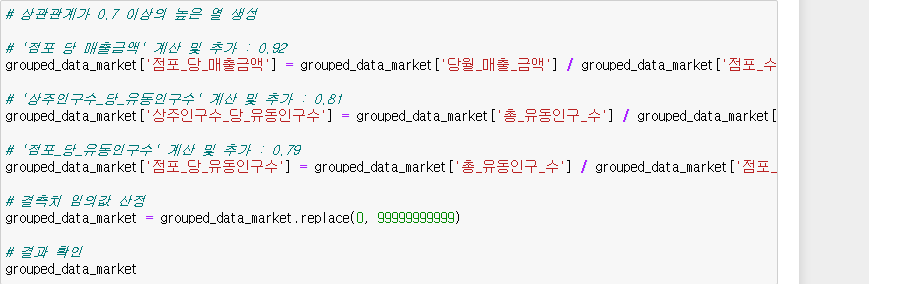 # 상관관계가 0.7 이상의 높은 열 생성
# '점포 당 매출금액' 계산 및 추가 : 0.92
grouped_data_market['점포_당_매출금액'] = grouped_data_market['당월_매출_금액'] / grouped_data_market['점포_수
# '상주인구수_당_유동인구수' 계산 및 추가 : 0.81
grouped_data_market['상주인구수_당_유동인구수'] = grouped_data_market['총_유동인구_수'] / grouped_data_market[
# '점포_당_유동인구수' 계산 및 추가 : 0.79
grouped_data_market['점포_당_유동인구수'] = grouped_data_market['총_유동인구_수'] / grouped_data_market['점포_
# 결측치 임의값 산정
grouped_data_market = grouped_data_market.replace(0, 99999999999)
# 결과 확인
grouped_data_market